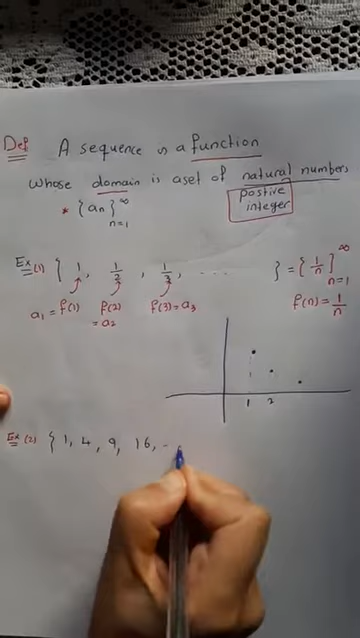 Def A sequence is a function
whose domain is a set of natural numbers
postive
integer
* {an}∞n=1
Ex(1) { 1, 1/2, 1/3, ..... } = {1/n}∞n=1
a1 = f(1) f(2) = a2 f(3) = a3 f(n) = 1/n
1 2
Ex(2) { 1, 4, 9, 16, -